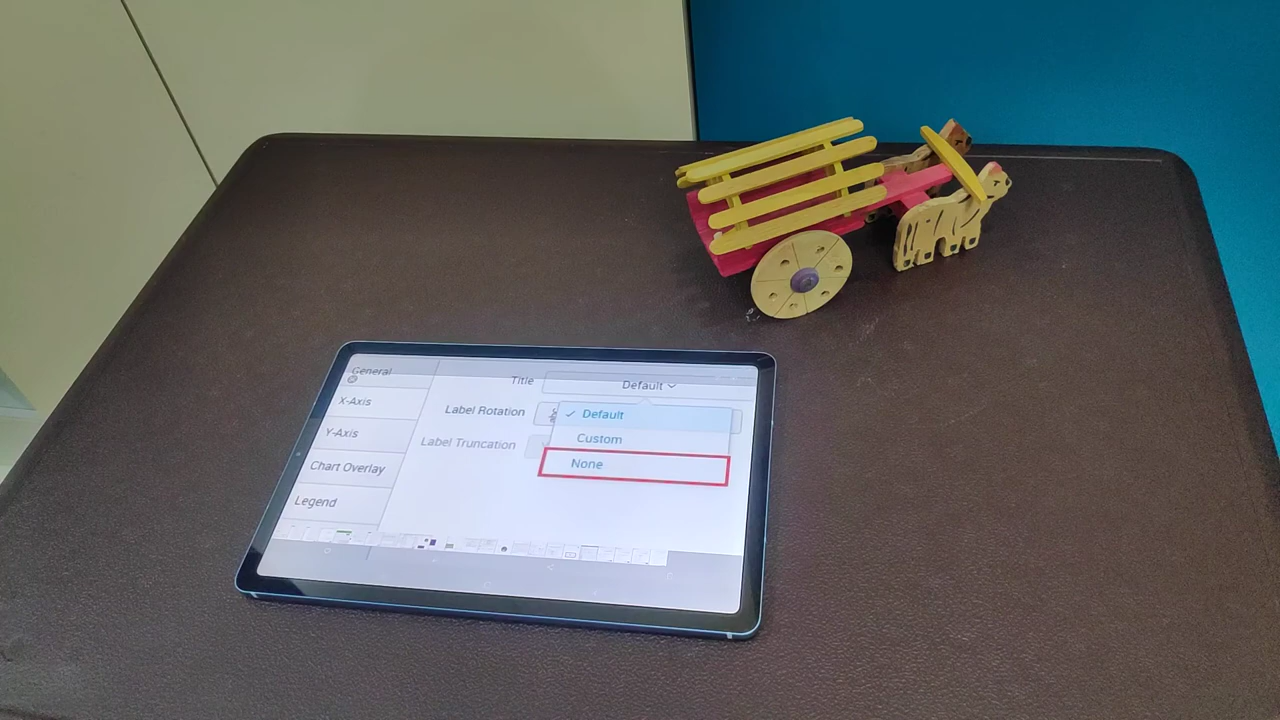 General
Title Default
X-Axis
Label Rotation
Default
Y-Axis
Custom
Label Truncation
None
Chart Overlay
Legend